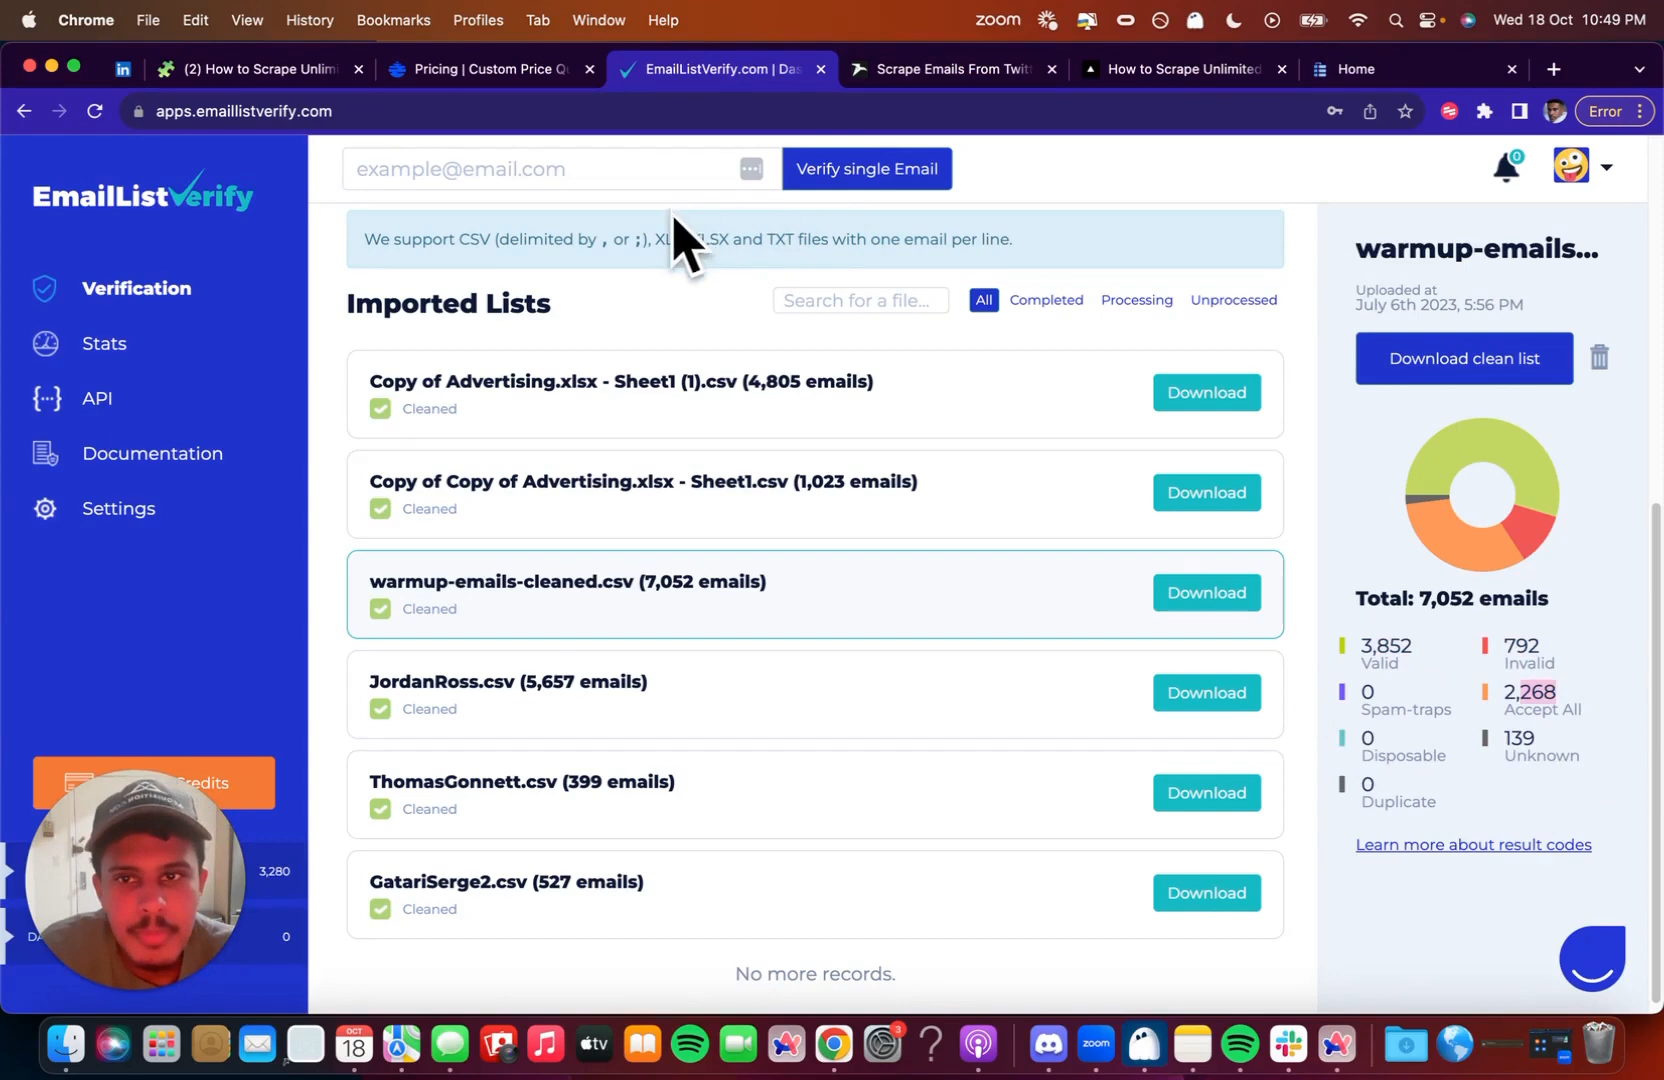 Chrome File Edit View History Bookmarks Profiles Tab Window Help
zoom Wed 18 Oct 10:49 PM
(2) How to Scrape Unlimi
Pricing | Custom Price Qu
EmailListVerify.com | Das
Scrape Emails From Twitt
How to Scrape Unlimited
Home
apps.emaillistverify.com
Error
EmailListVerify
Verification
Stats
API
Documentation
Settings
redits
3,280
0
example@email.com
Verify single Email
0
We support CSV (delimited by , or ;), and TXT files with one email per line.
Imported Lists
Search for a file...
All Completed Processing Unprocessed
Copy of Advertising.xlsx - Sheet1 (1).csv (4,805 emails)
Cleaned
Download
Copy of Copy of Advertising.xlsx - Sheet1.csv (1,023 emails)
Cleaned
Download
warmup-emails-cleaned.csv (7,052 emails)
Cleaned
Download
JordanRoss.csv (5,657 emails)
Cleaned
Download
ThomasGonnett.csv (399 emails)
Cleaned
Download
GatariSerge2.csv (527 emails)
Cleaned
Download
No more records.
warmup-emails...
Uploaded at
July 6th 2023, 5:56 PM
Download clean list
Total: 7,052 emails
3,852
Valid
792
Invalid
0
Spam-traps
2,268
Accept All
0
Disposable
139
Unknown
0
Duplicate
Learn more about result codes
OCT
18
tv
3
zoom